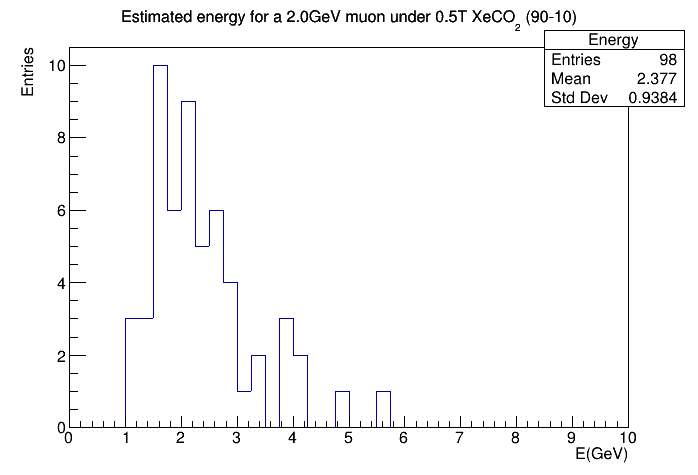 Estimated energy for a 2.0GeV muon under 0.5T XeCO2 (90-10)
Energy
Entries 98
Mean 2.377
Std Dev 0.9384
Entries
10
8
6
4
2
0
0 1 2 3 4 5 6 7 8 9 10
E(GeV)